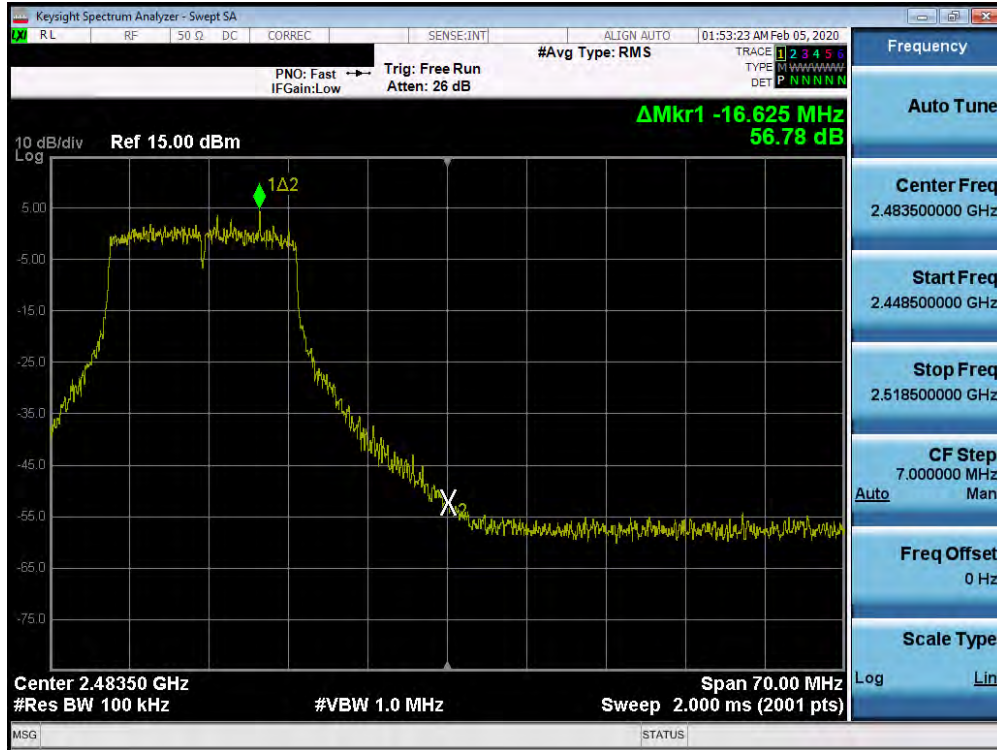 Keysight Spectrum Analyzer - Swept SA
LXI RL RF 50 Ω DC CORREC SENSE:INT ALIGN AUTO 01:53:23 AM Feb 05, 2020
#Avg Type: RMS
TRACE 1 2 3 4 5 6
PNO: Fast Trig: Free Run
TYPE M WWWWW
IFGain:Low Atten: 26 dB
DET P N N N N N
ΔMkr1 -16.625 MHz
56.78 dB
10 dB/div Ref 15.00 dBm
Log
1Δ2
5.00
-5.00
-15.0
-25.0
-35.0
-45.0
X2
-55.0
-65.0
-75.0
Center 2.48350 GHz Span 70.00 MHz
#Res BW 100 kHz #VBW 1.0 MHz Sweep 2.000 ms (2001 pts)
MSG STATUS
Frequency
Auto Tune
Center Freq
2.483500000 GHz
Start Freq
2.448500000 GHz
Stop Freq
2.518500000 GHz
CF Step
7.000000 MHz
Auto Man
Freq Offset
0 Hz
Scale Type
Log Lin